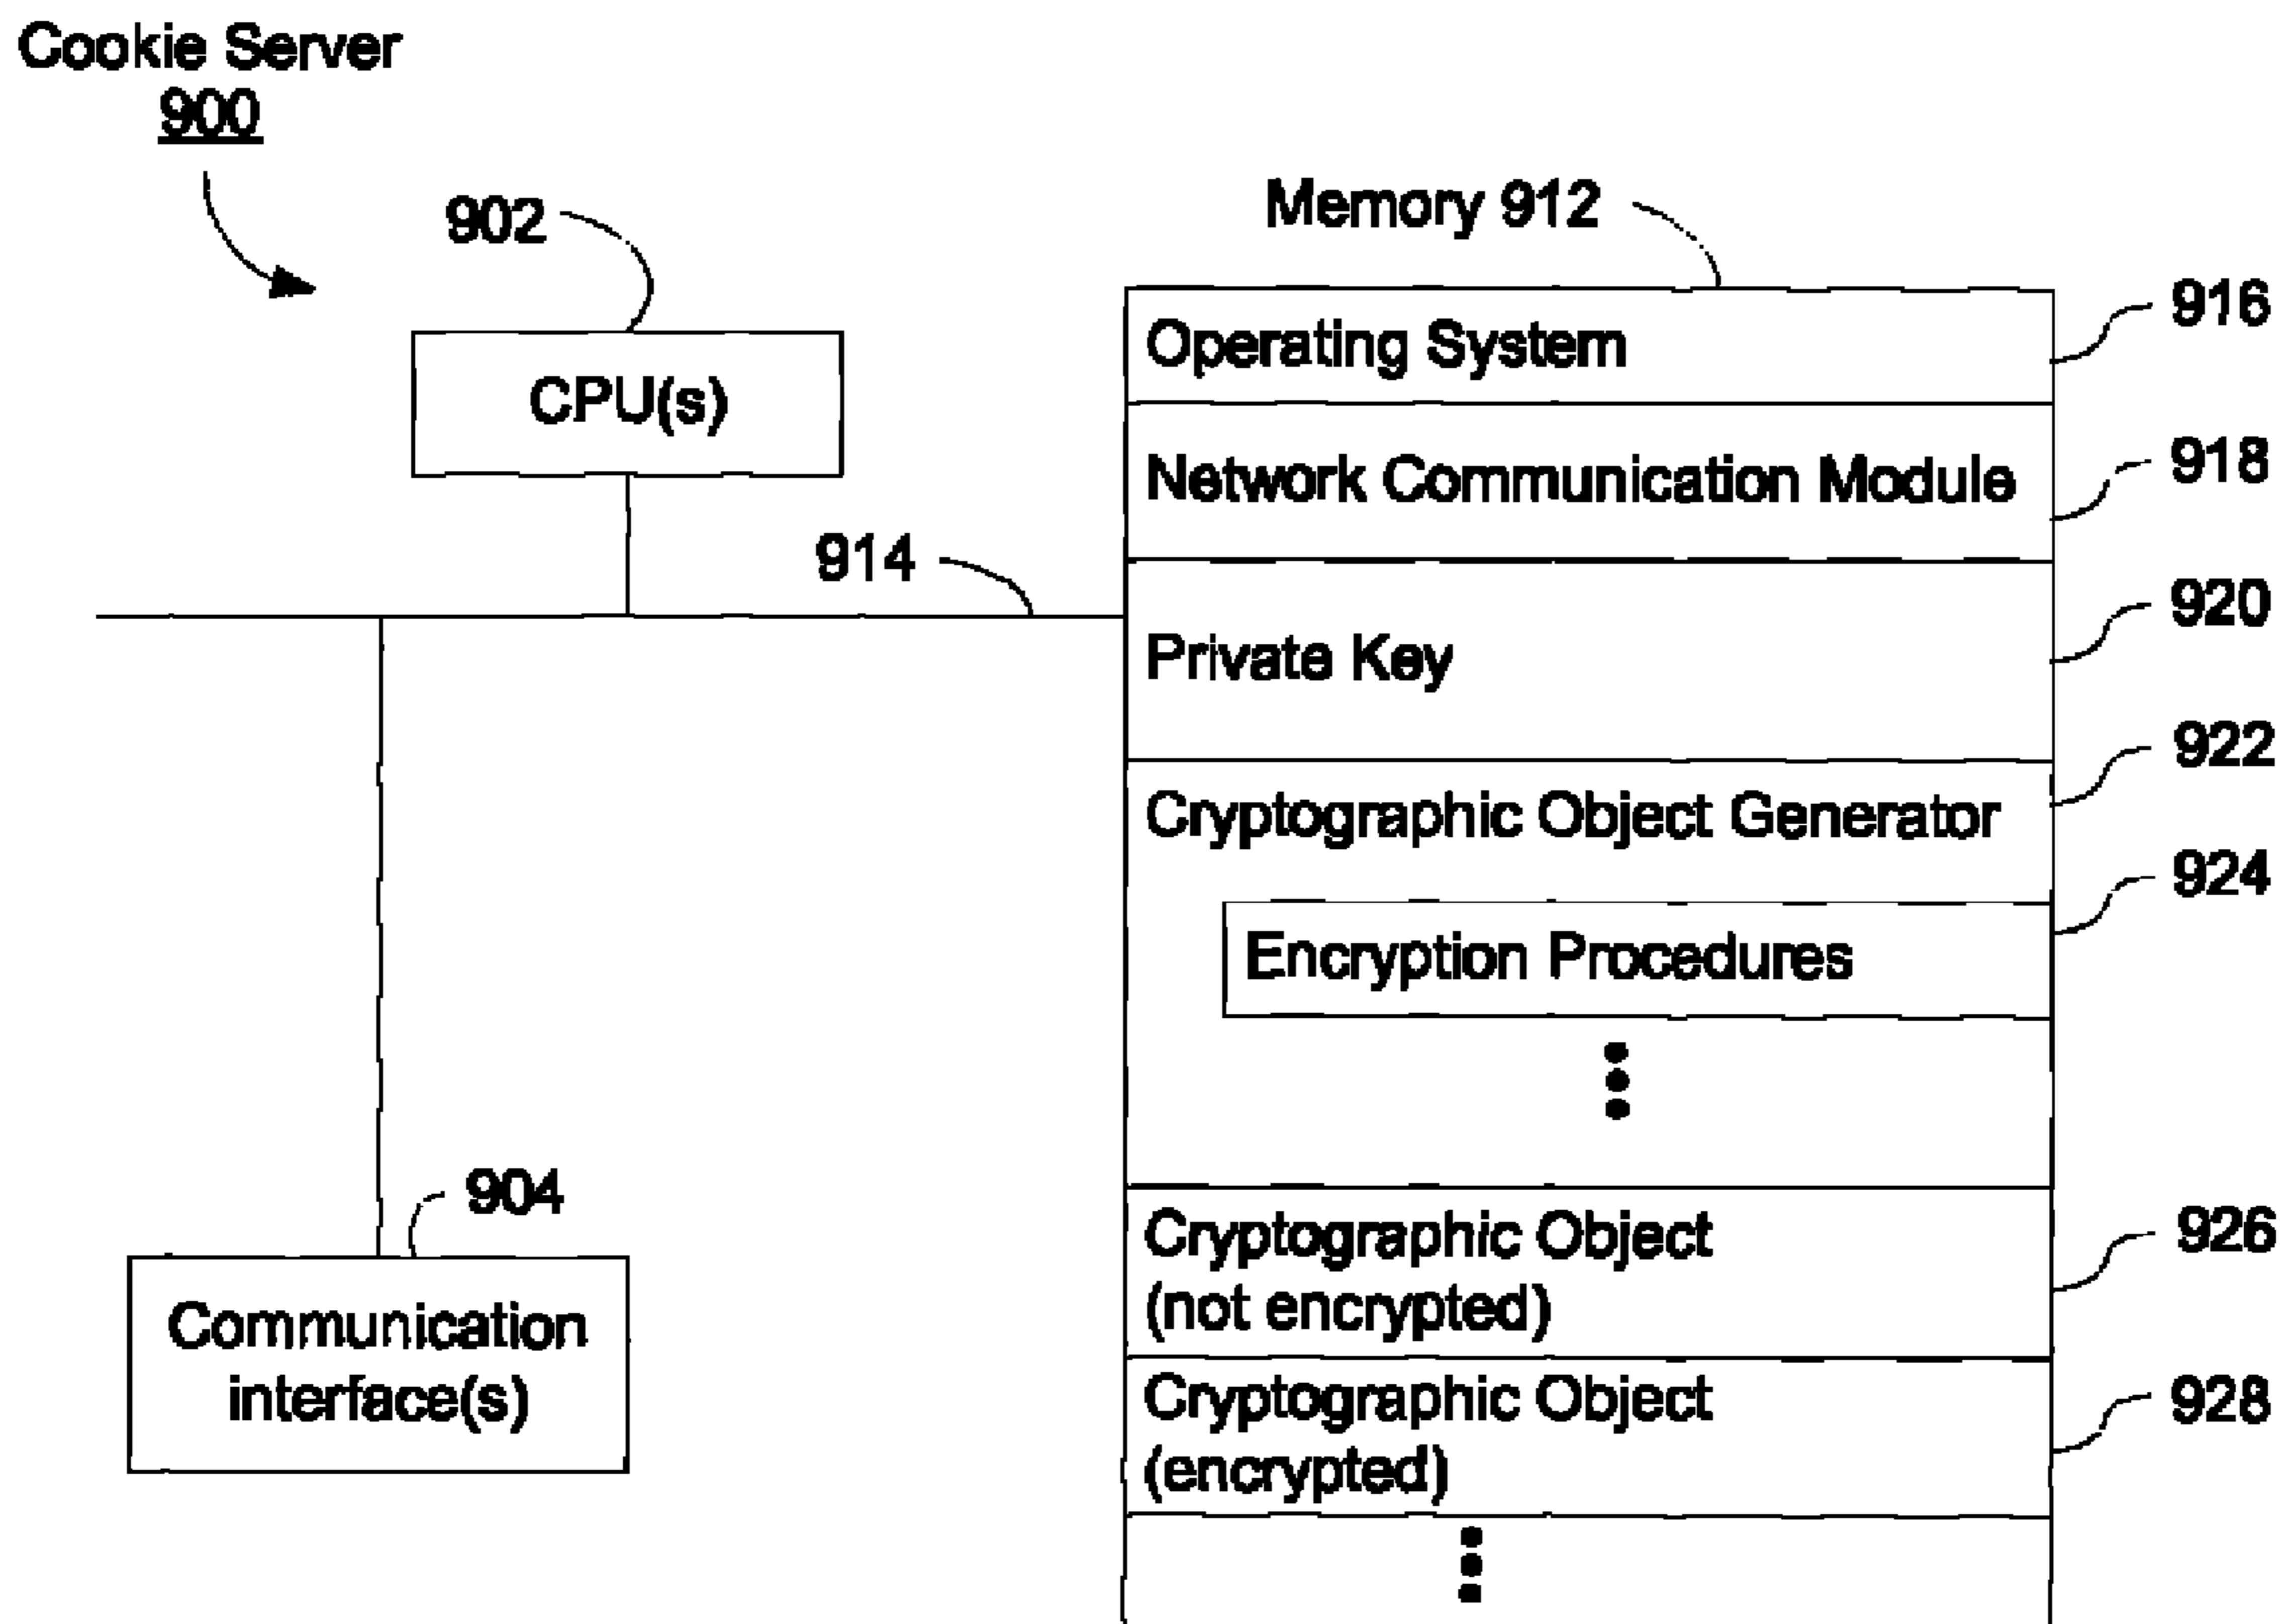 Cookie Server
900
902
Memory 912
916
Operating System
CPU(s)
918
Network Communication Module
914
920
Private Key
922
Cryptographic Object Generator
924
Encryption Procedures
904
926
Cryptographic Object
(not encrypted)
Communication
interface(s)
928
Cryptographic Object
(encrypted)